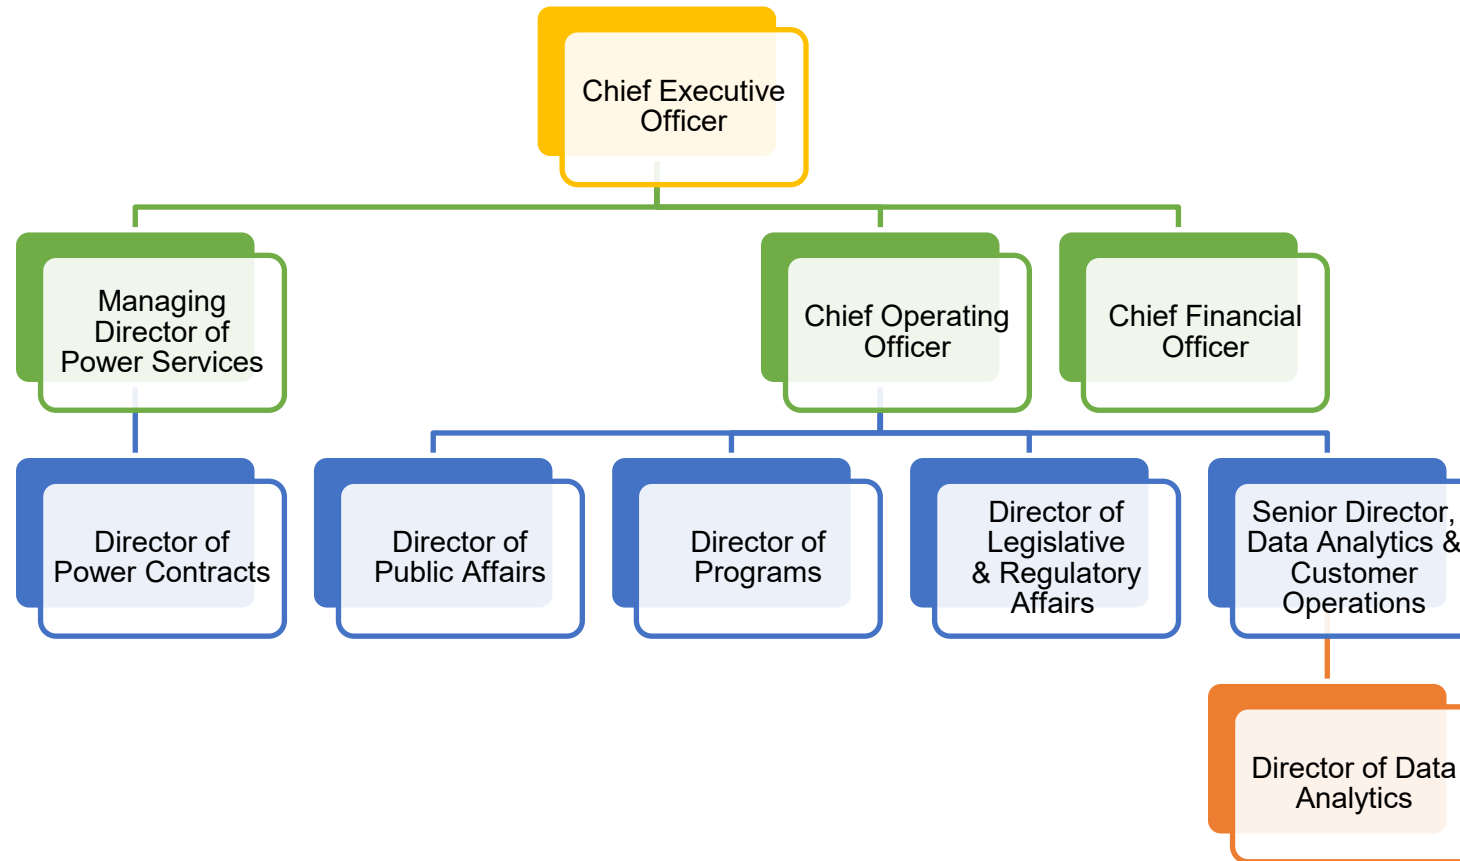 Chief Executive
Officer
Managing
Director of
Power Services
Chief Operating
Officer
Chief Financial
Officer
Director of
Power Contracts
Director of
Public Affairs
Director of
Programs
Director of
Legislative
& Regulatory
Affairs
Senior Director,
Data Analytics &
Customer
Operations
Director of Data
Analytics